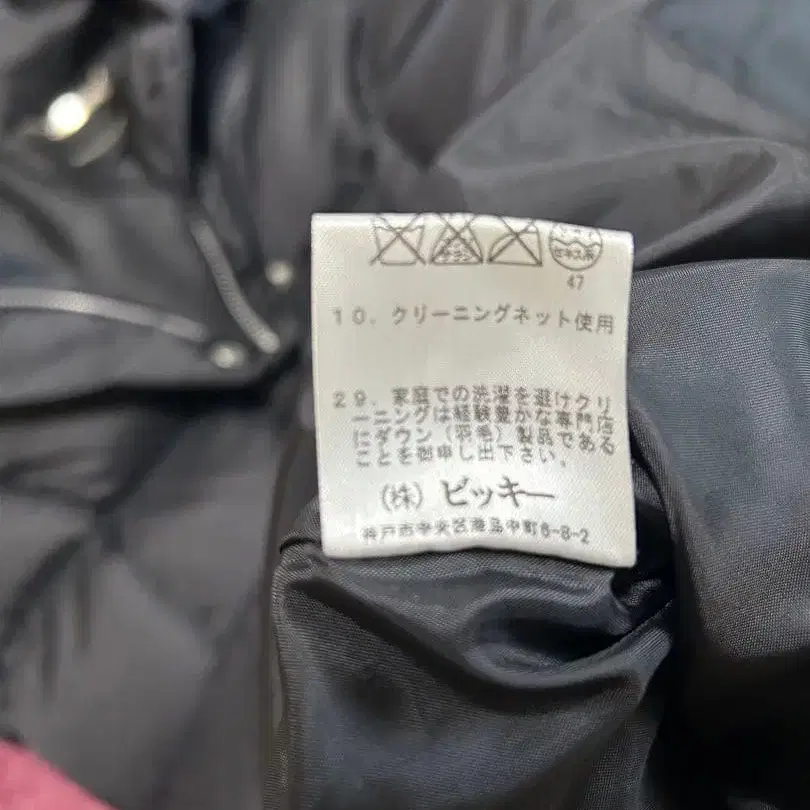 47
10. クリーニングネット使用
29. 家庭での洗濯を避けクリ
ーニングは経験豊かな専門店
にダウン（羽毛）製品である
ことを御申し出下さい。
（株）ビッキー
神戸市中央区港島中町6-8-2